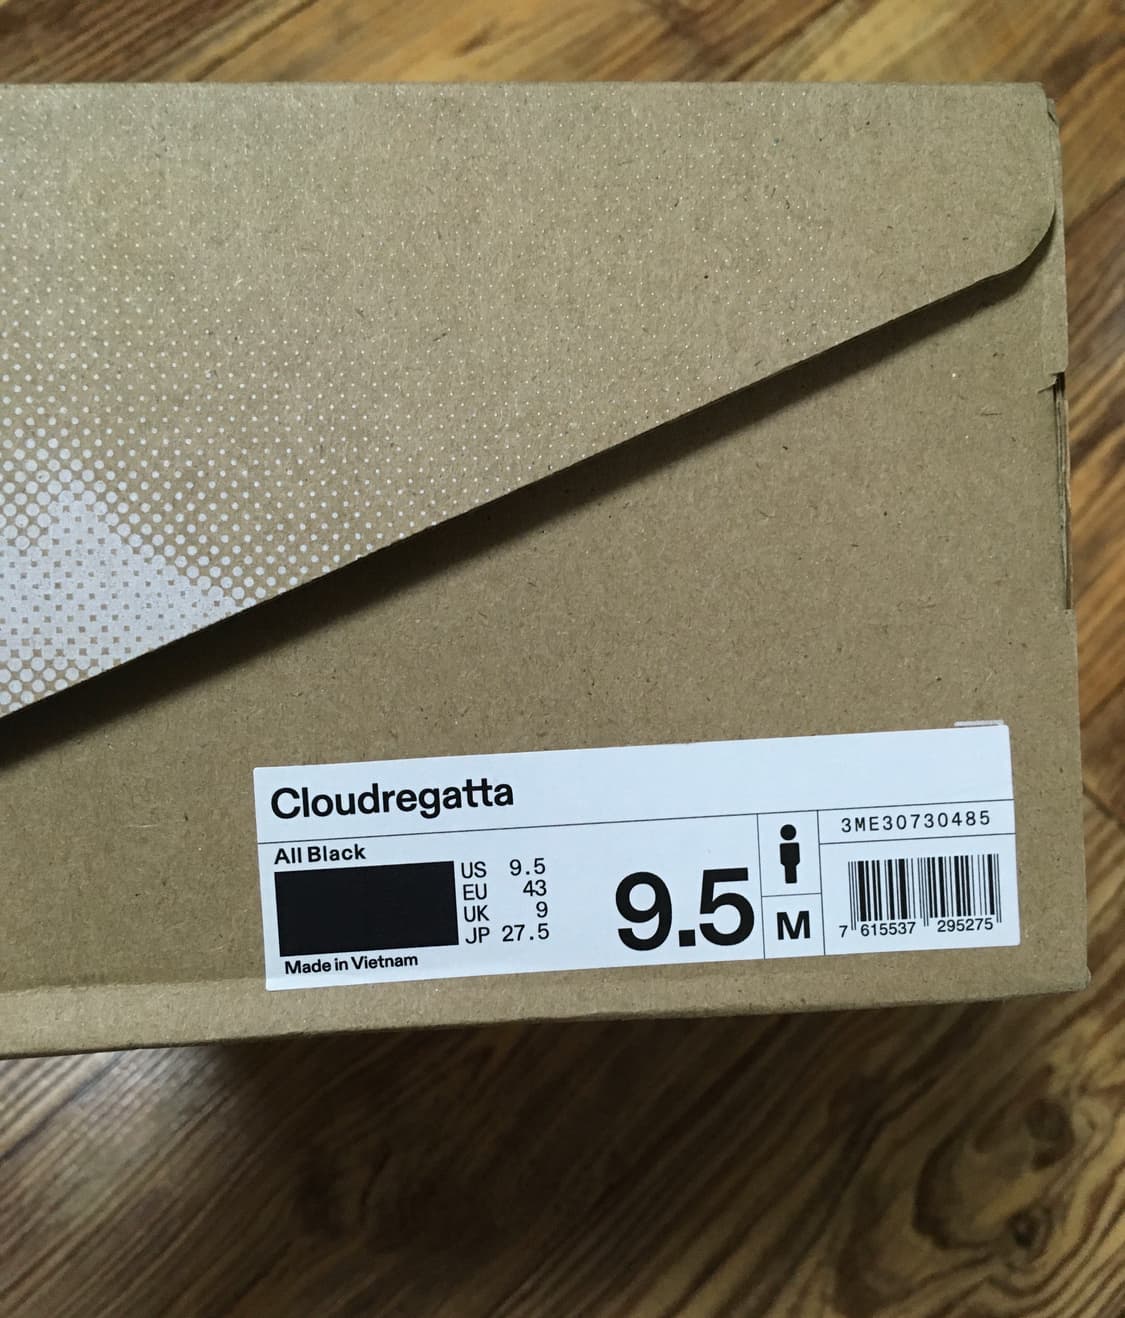 Cloudregatta
All Black
US 9.5
EU 43
UK 9
JP 27.5
Made in Vietnam
9.5
M
3ME30730485
7 615537 295275